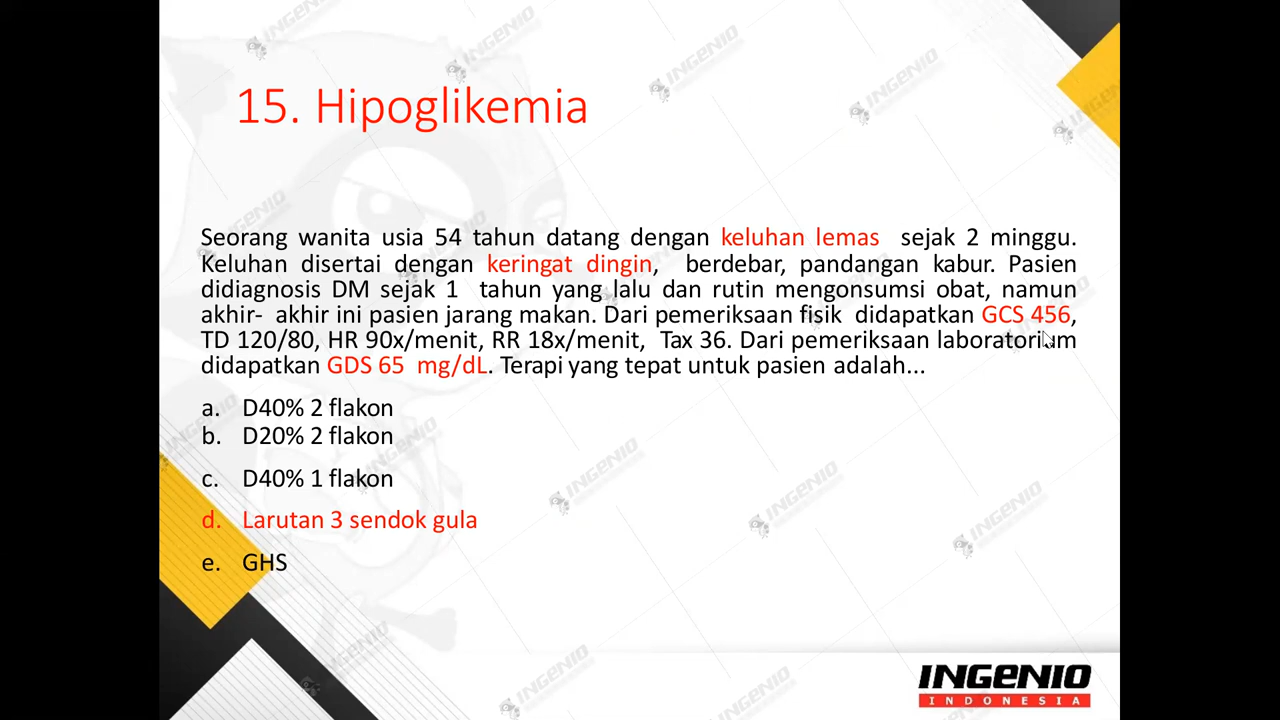 15. Hipoglikemia
Seorang wanita usia 54 tahun datang dengan keluhan lemas sejak 2 minggu.
Keluhan disertai dengan keringat dingin, berdebar, pandangan kabur. Pasien
didiagnosis DM sejak 1 tahun yang lalu dan rutin mengonsumsi obat, namun
akhir- akhir ini pasien jarang makan. Dari pemeriksaan fisik didapatkan GCS 456,
TD 120/80, HR 90x/menit, RR 18x/menit, Tax 36. Dari pemeriksaan laboratorium
didapatkan GDS 65 mg/dL. Terapi yang tepat untuk pasien adalah...
a. D40% 2 flakon
b. D20% 2 flakon
c. D40% 1 flakon
d. Larutan 3 sendok gula
e. GHS
INGENIO
INDONESIA